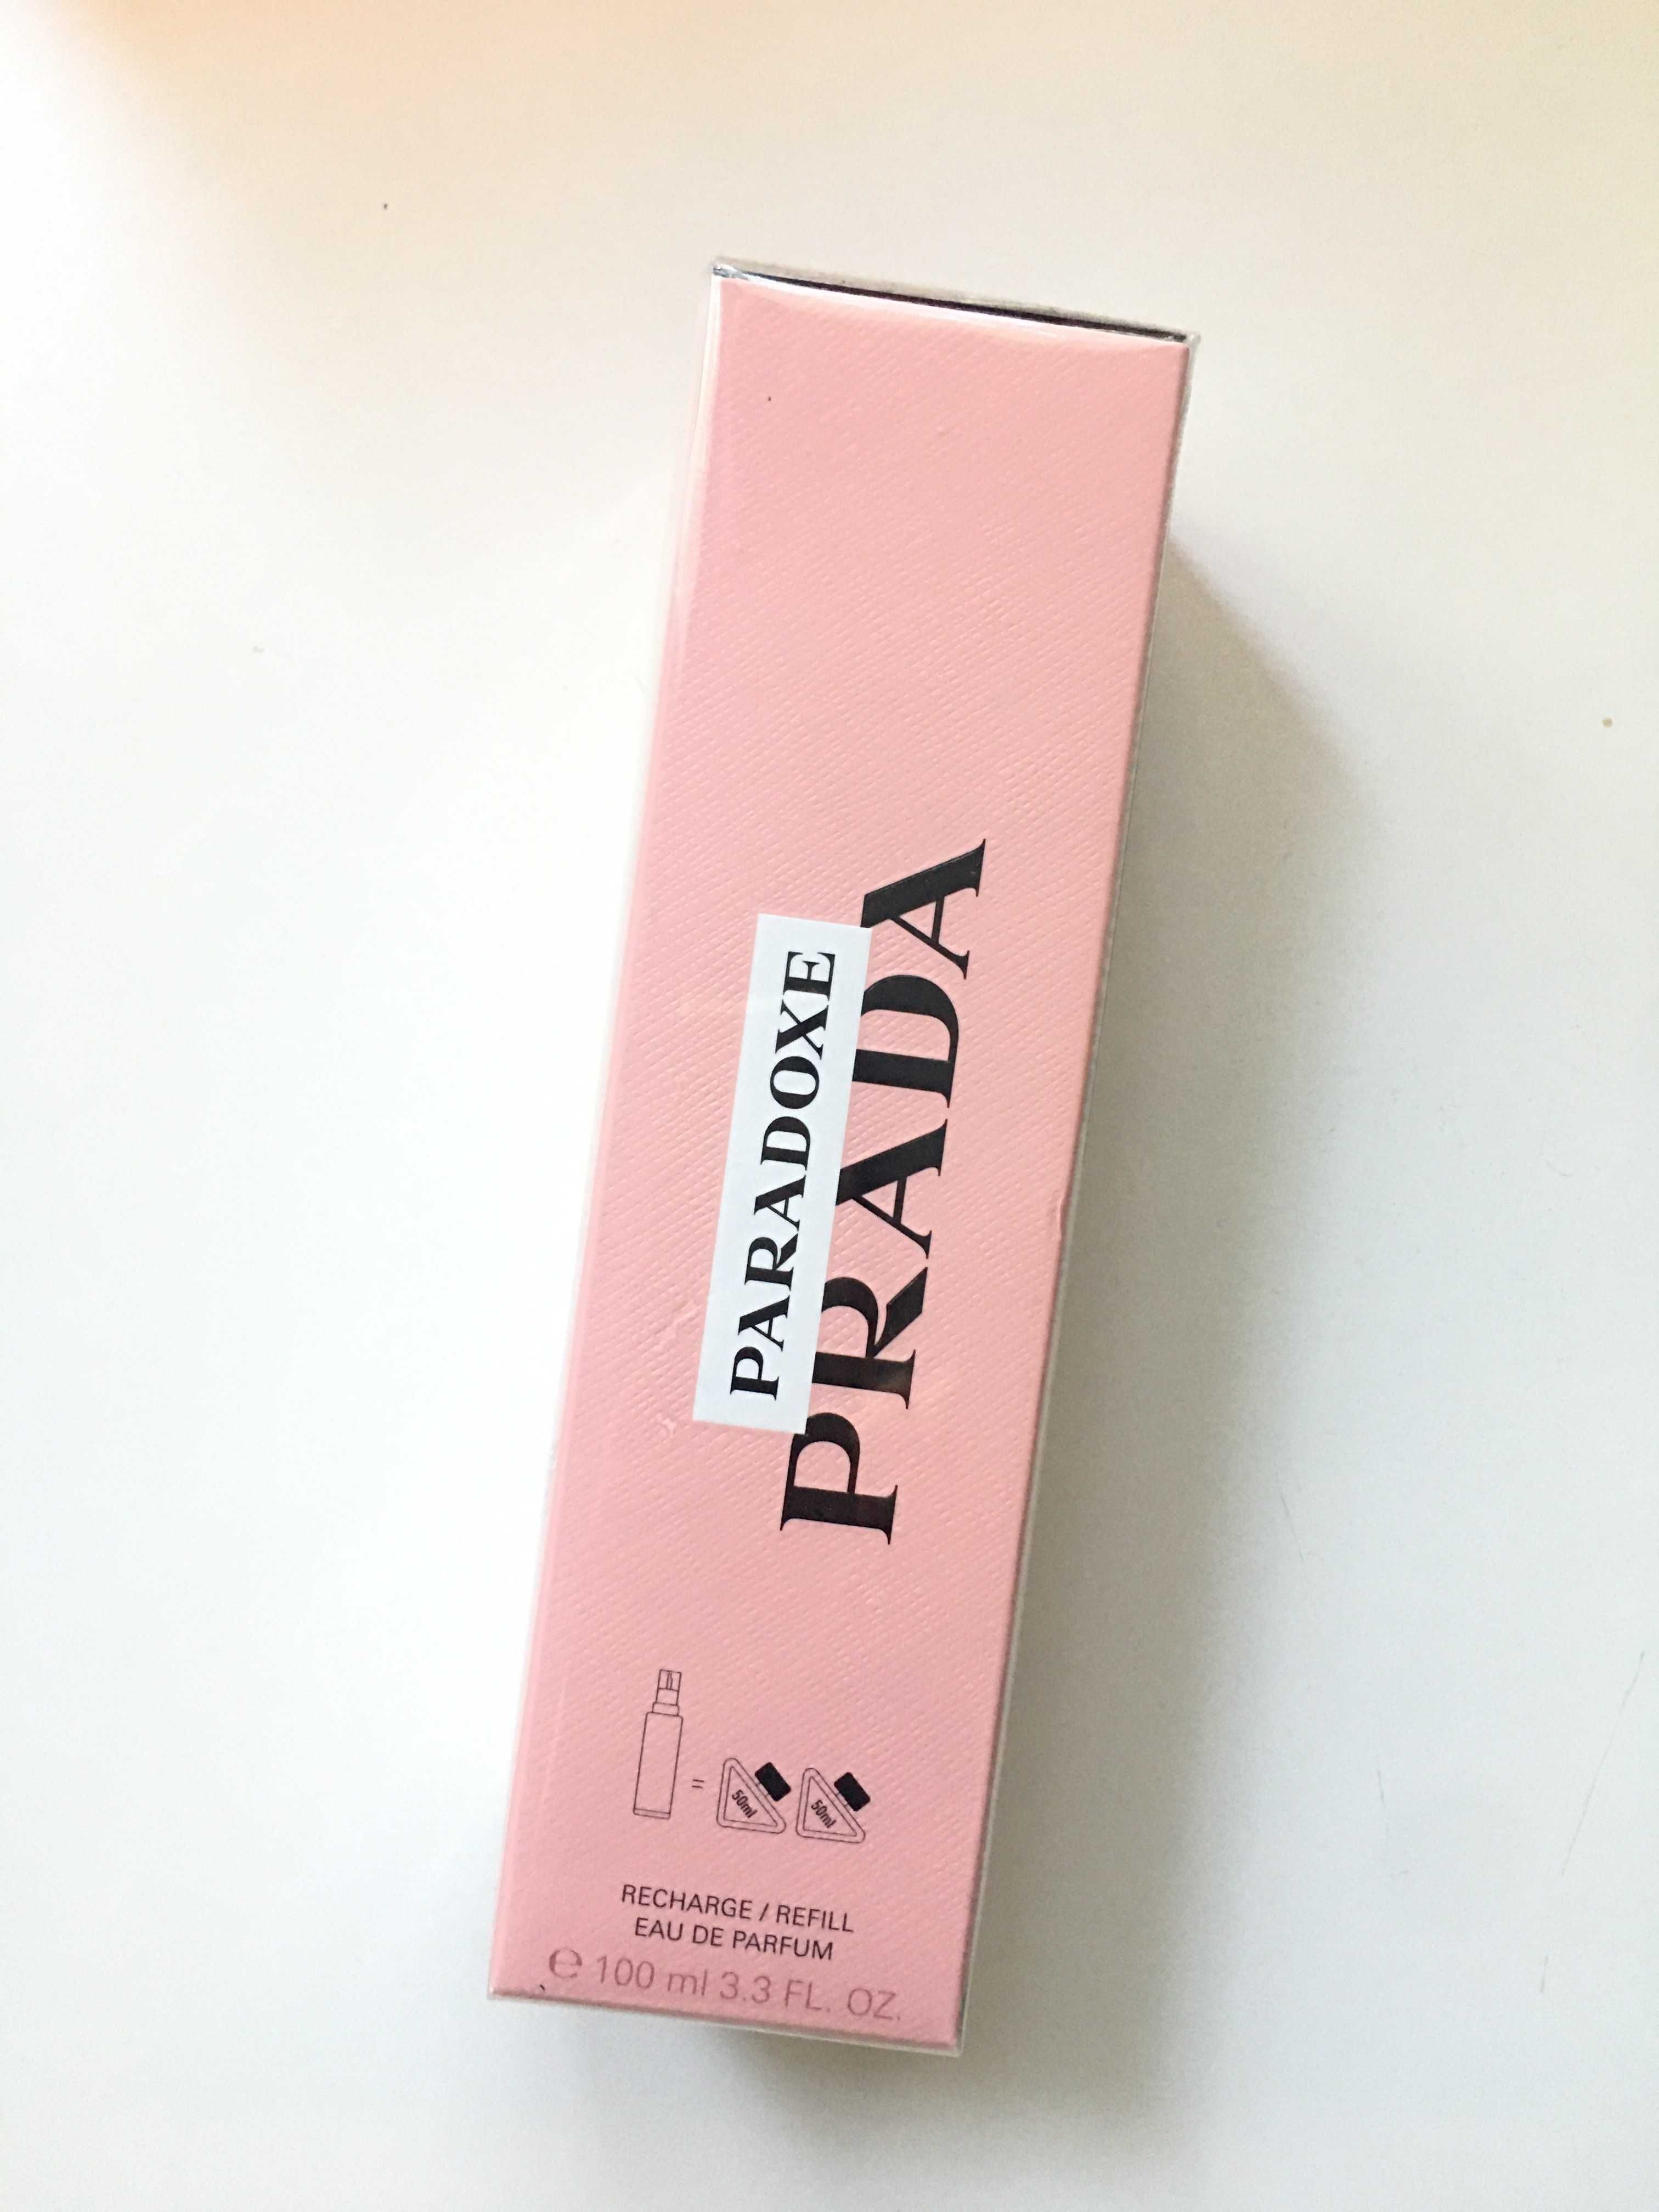 PARADOXE
PRADA
=
50ml
50ml
RECHARGE / REFILL
EAU DE PARFUM
℮ 100 ml 3.3 FL. OZ.